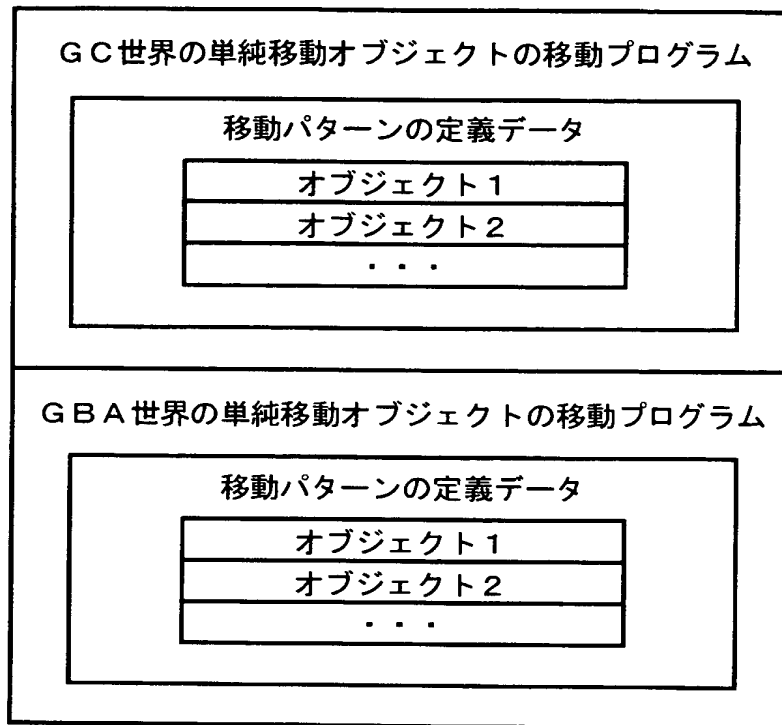 GC世界の単純移動オブジェクトの移動プログラム
移動パターンの定義データ
オブジェクト1
オブジェクト2
・・・
GBA世界の単純移動オブジェクトの移動プログラム
移動パターンの定義データ
オブジェクト1
オブジェクト2
・・・